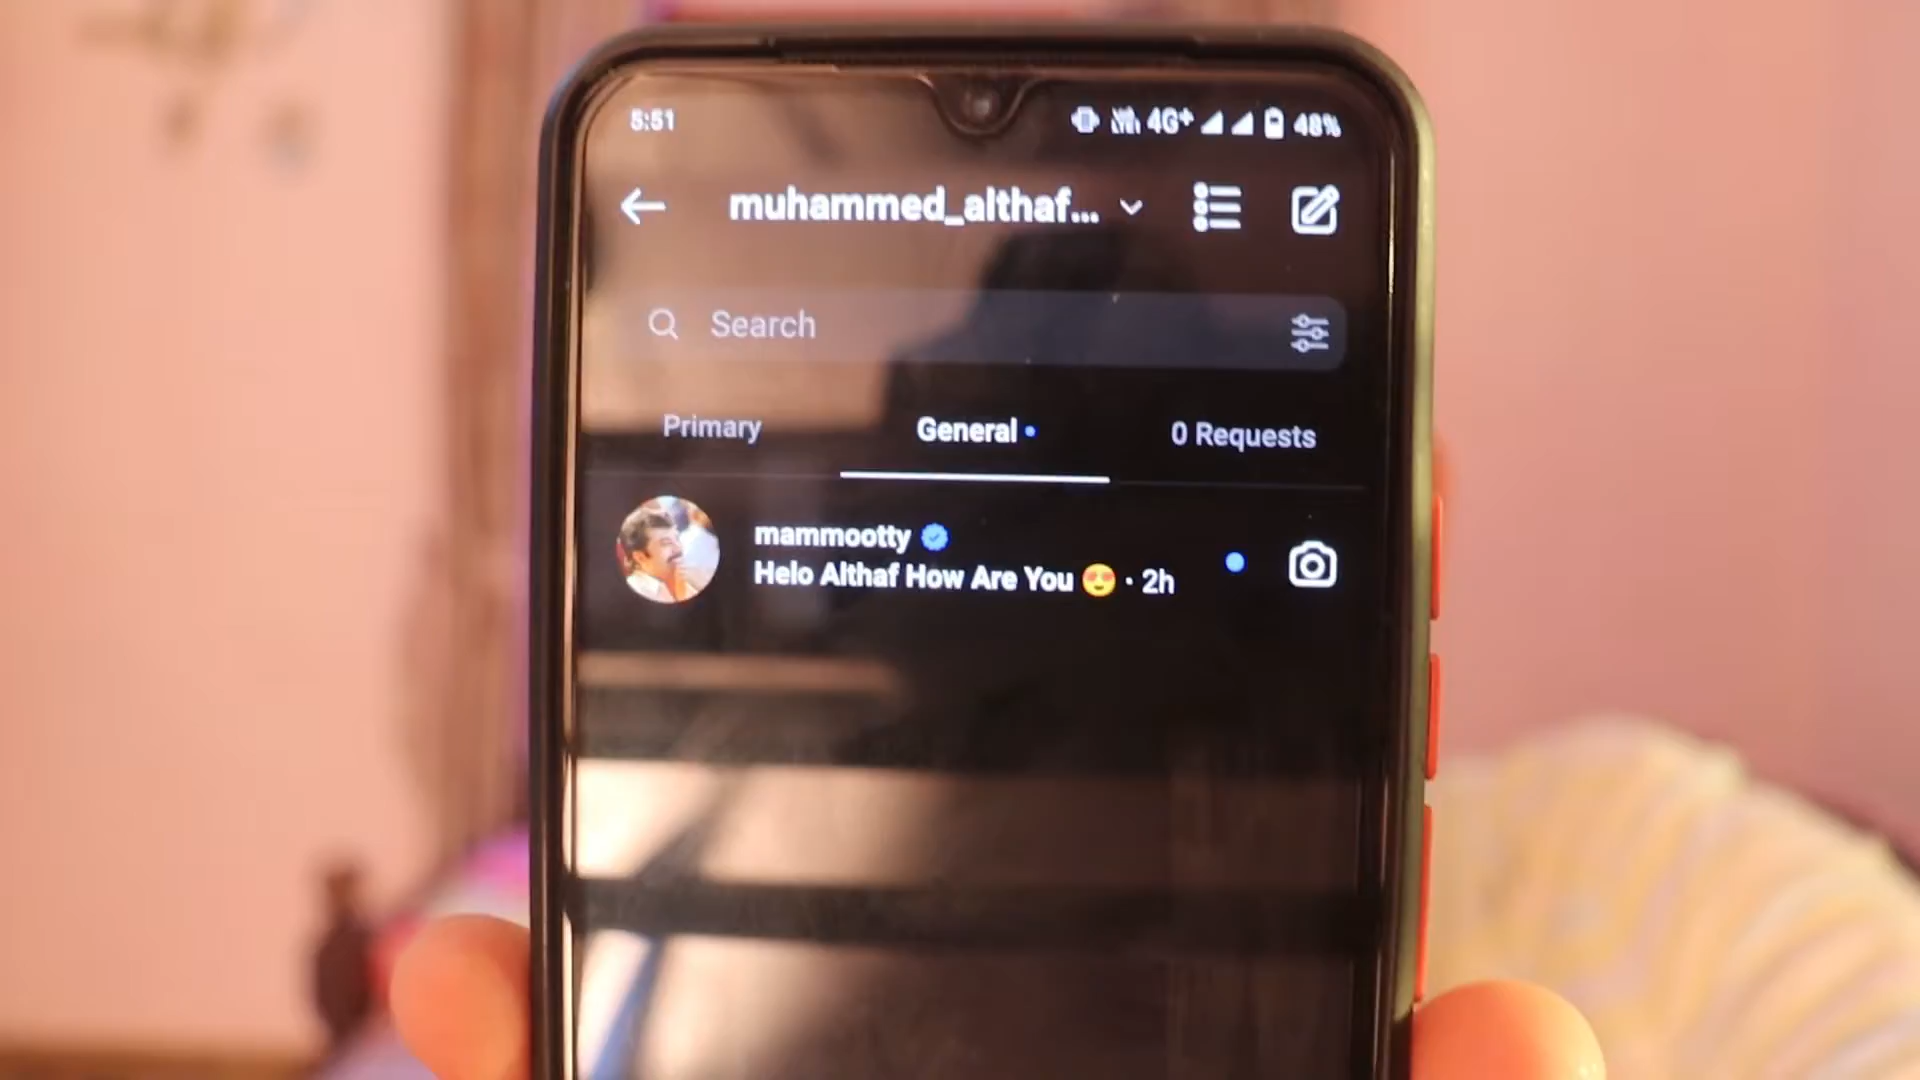 5:51 4G+ 48%
muhammed_althaf...
Search
Primary General 0 Requests
mammootty
Helo Althaf How Are You 😍 · 2h